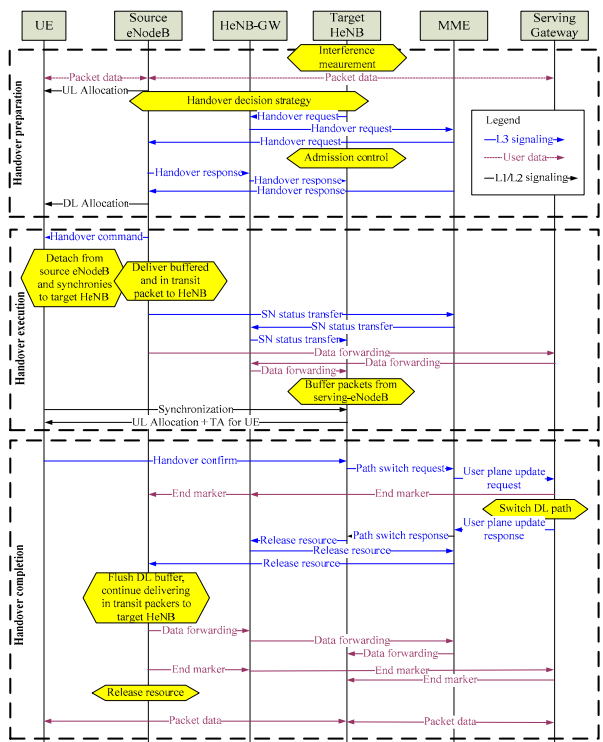 UE
Source
eNodeB
HeNB-GW
Target
HeNB
MME
Serving
Gateway
Handover preparation
Interference
meaurement
Packet data
Packet data
UL Allocation
Handover decision strategy
Handover request
Handover request
Handover request
Admission control
Handover response
Handover response
Handover response
DL Allocation
Legend
L3 signaling
User data
L1/L2 signaling
Handover execution
Handover command
Detach from
source eNodeB
and synchronies
to target HeNB
Deliver buffered
and in transit
packet to HeNB
SN status transfer
SN status transfer
SN status transfer
Data forwarding
Data forwarding
Data forwarding
Buffer packets from
serving-eNodeB
Synchronization
UL Allocation + TA for UE
Handover completion
Handover confirm
Path switch request
User plane update
request
End marker
End marker
Switch DL path
User plane update
response
Path switch response
Release resource
Release resource
Release resource
Flush DL buffer,
continue delivering
in transit packers to
target HeNB
Data forwarding
Data forwarding
Data forwarding
End marker
End marker
End marker
Release resource
Packet data
Packet data